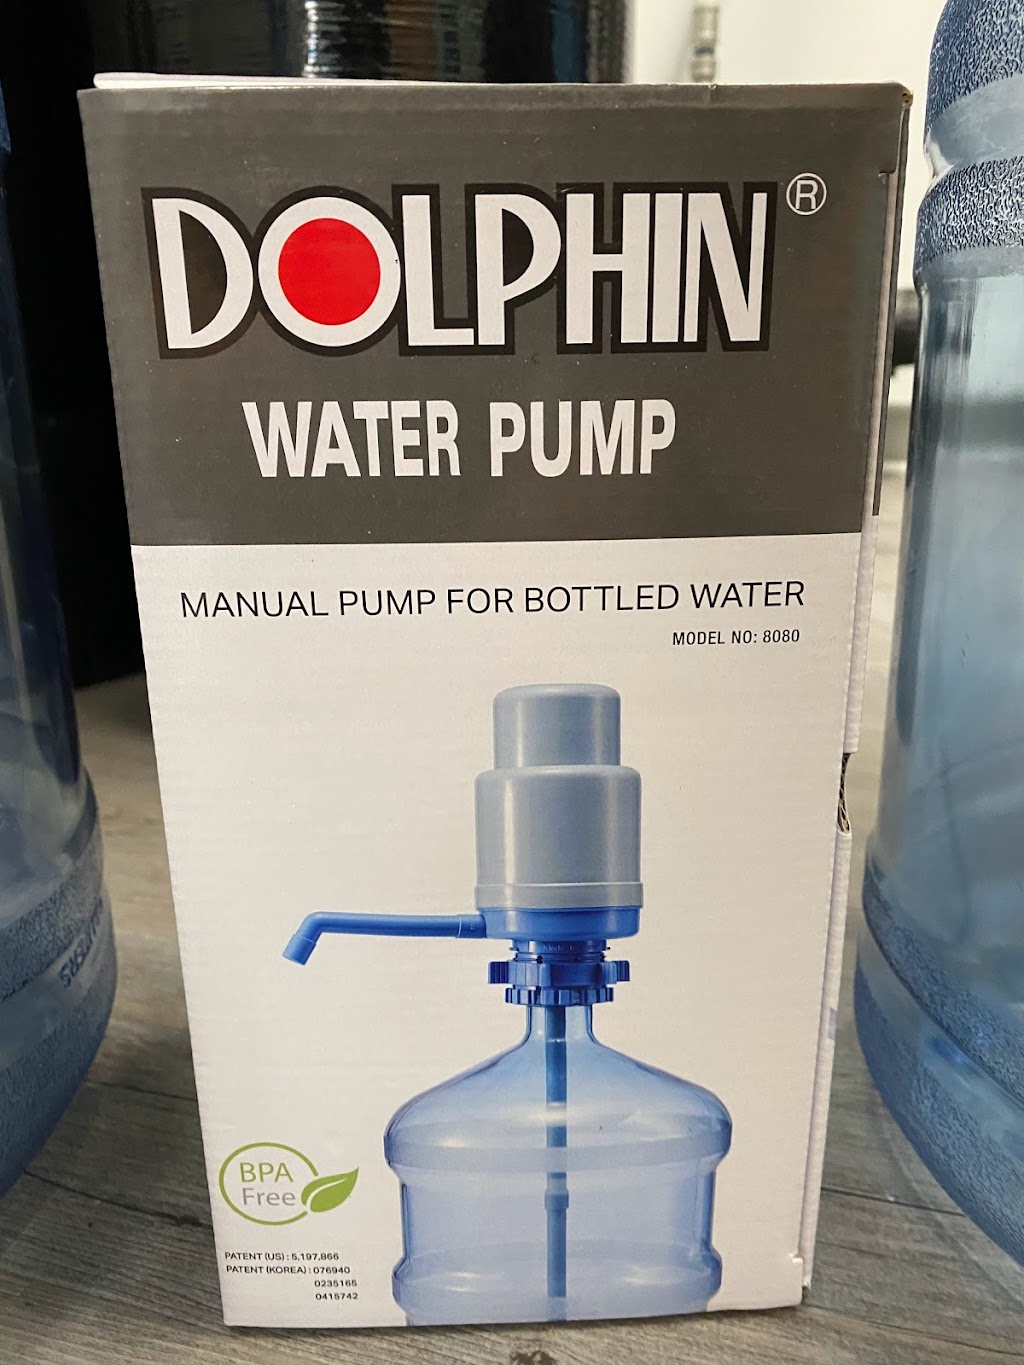 DOLPHIN®
WATER PUMP
MANUAL PUMP FOR BOTTLED WATER
MODEL NO: 8080
BPA
Free
PATENT (US) : 5,197,866
PATENT (KOREA) : 076940
0235165
0415742